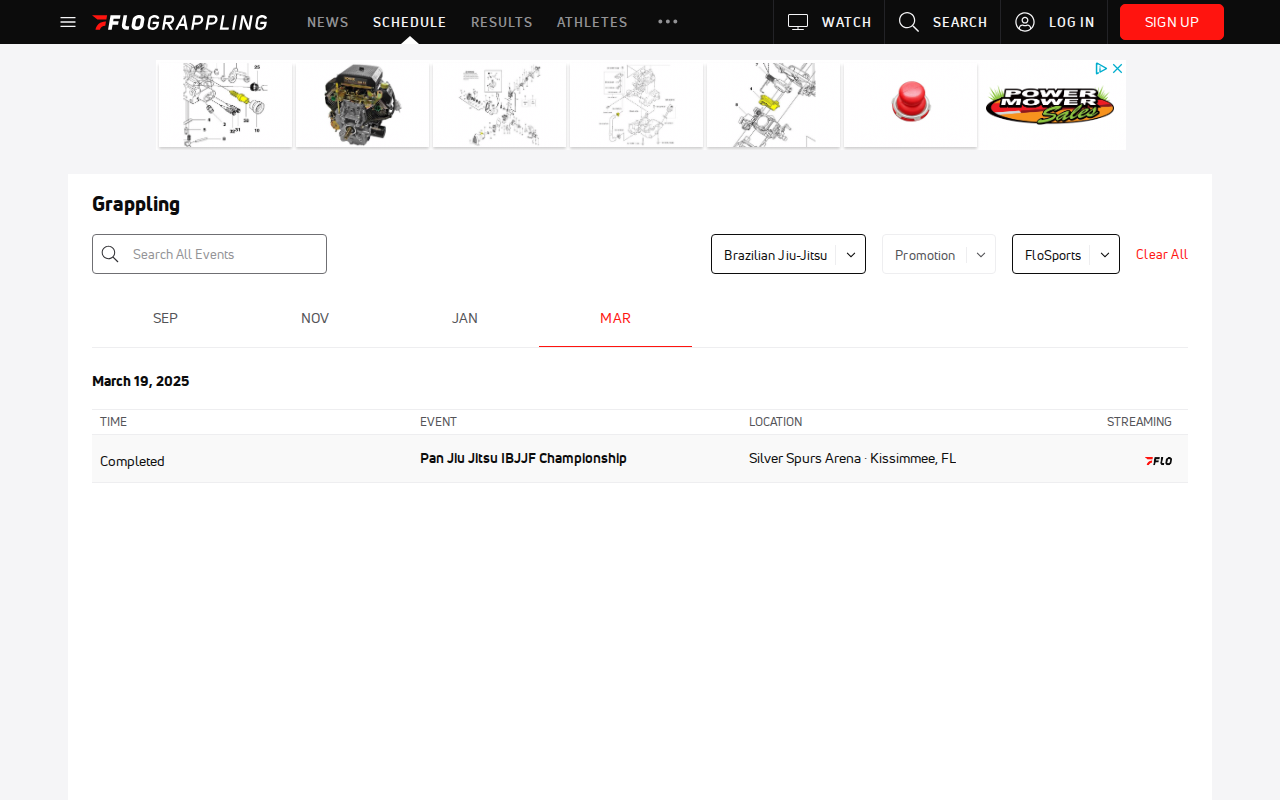 FLOGRAPPLING NEWS SCHEDULE RESULTS ATHLETES ••• WATCH SEARCH LOG IN SIGN UP
POWER MOWER Sales
Grappling
Search All Events Brazilian Jiu-Jitsu Promotion FloSports Clear All
SEP NOV JAN MAR
March 19, 2025
TIME EVENT LOCATION STREAMING
Completed Pan Jiu Jitsu IBJJF Championship Silver Spurs Arena · Kissimmee, FL FLO